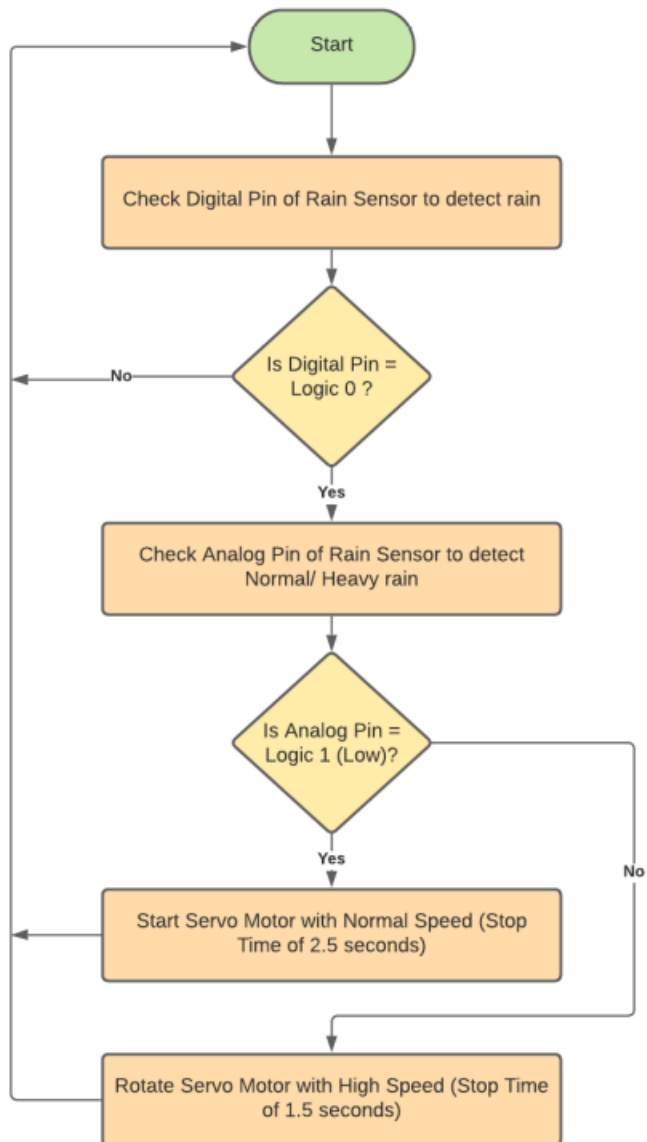 Start
Check Digital Pin of Rain Sensor to detect rain
Is Digital Pin =
Logic 0 ?
No
Yes
Check Analog Pin of Rain Sensor to detect
Normal/ Heavy rain
Is Analog Pin =
Logic 1 (Low)?
Yes
No
Start Servo Motor with Normal Speed (Stop
Time of 2.5 seconds)
Rotate Servo Motor with High Speed (Stop Time
of 1.5 seconds)